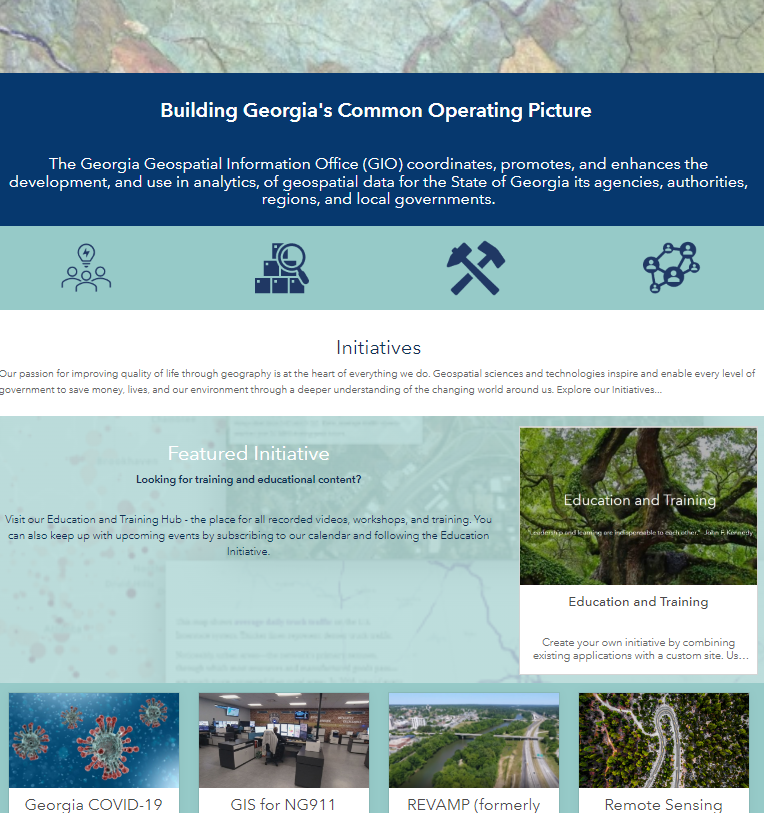 Building Georgia's Common Operating Picture
The Georgia Geospatial Information Office (GIO) coordinates, promotes, and enhances the
development, and use in analytics, of geospatial data for the State of Georgia its agencies, authorities,
regions, and local governments.
Initiatives
Our passion for improving quality of life through geography is at the heart of everything we do. Geospatial sciences and technologies inspire and enable every level of
government to save money, lives, and our environment through a deeper understanding of the changing world around us. Explore our Initiatives...
Featured Initiative
Looking for training and educational content?
Visit our Education and Training Hub - the place for all recorded videos, workshops, and training. You
can also keep up with upcoming events by subscribing to our calendar and following the Education
Initiative.
Education and Training
"Leadership and learning are indispensable to each other." - John F. Kennedy
Education and Training
Create your own initiative by combining
existing applications with a custom site. Us...
Georgia COVID-19
GIS for NG911
REVAMP (formerly
Remote Sensing